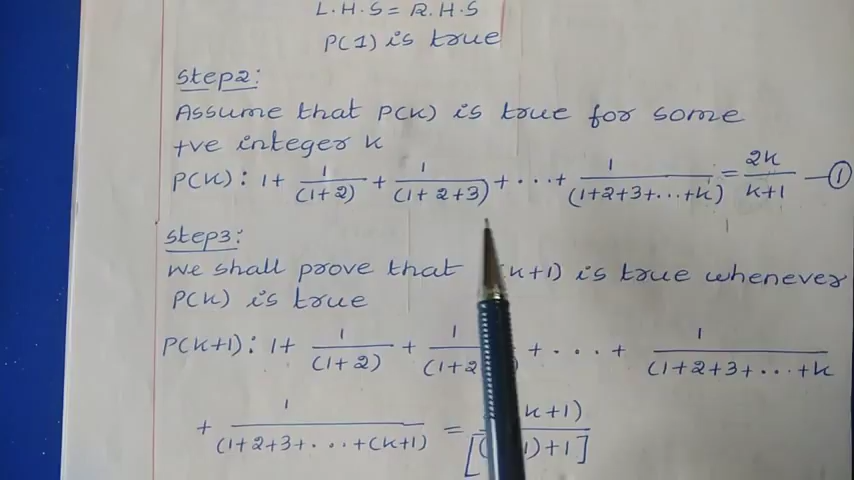 L.H.S = R.H.S
P(1) is true
Step2:
Assume that P(K) is true for some
+ve integer K
P(K) : 1 + 1/(1+2) + 1/(1+2+3) + ... + 1/(1+2+3+...+K) = 2K/K+1 — ①
Step3:
We shall prove that (K+1) is true whenever
P(K) is true
P(K+1) : 1 + 1/(1+2) + 1/(1+2 + ... + 1/(1+2+3+...+K
+ 1/(1+2+3+...+(K+1) = K+1)/[( 1)+1]